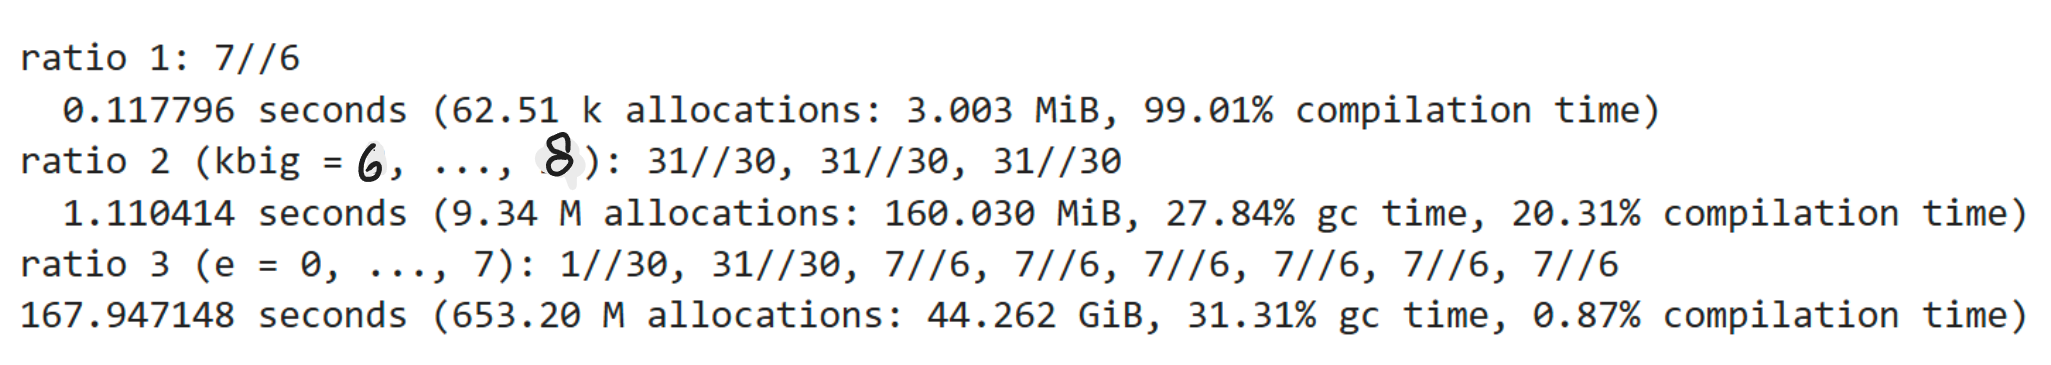 ratio 1: 7//6
0.117796 seconds (62.51 k allocations: 3.003 MiB, 99.01% compilation time)
ratio 2 (kbig = 6, ..., 8): 31//30, 31//30, 31//30
1.110414 seconds (9.34 M allocations: 160.030 MiB, 27.84% gc time, 20.31% compilation time)
ratio 3 (e = 0, ..., 7): 1//30, 31//30, 7//6, 7//6, 7//6, 7//6, 7//6, 7//6
167.947148 seconds (653.20 M allocations: 44.262 GiB, 31.31% gc time, 0.87% compilation time)